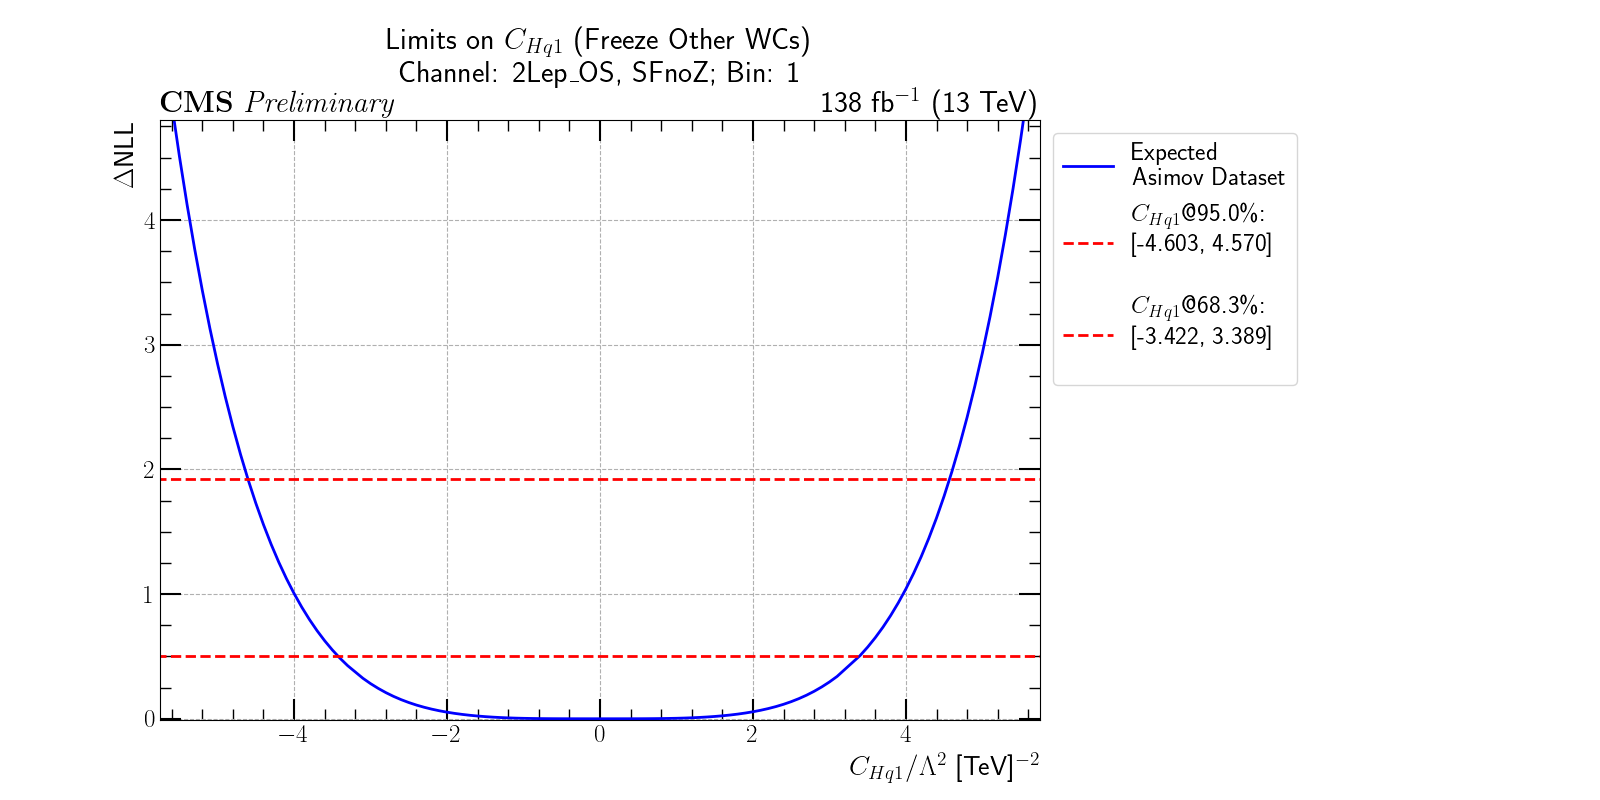 Limits on C_{Hq1} (Freeze Other WCs)
Channel: 2Lep_OS, SFnoZ; Bin: 1
CMS Preliminary 138 fb⁻¹ (13 TeV)
ΔNLL
4
3
2
1
0
−4 −2 0 2 4
C_{Hq1}/Λ² [TeV]⁻²
Expected
Asimov Dataset
C_{Hq1}@95.0%:
[-4.603, 4.570]
C_{Hq1}@68.3%:
[-3.422, 3.389]